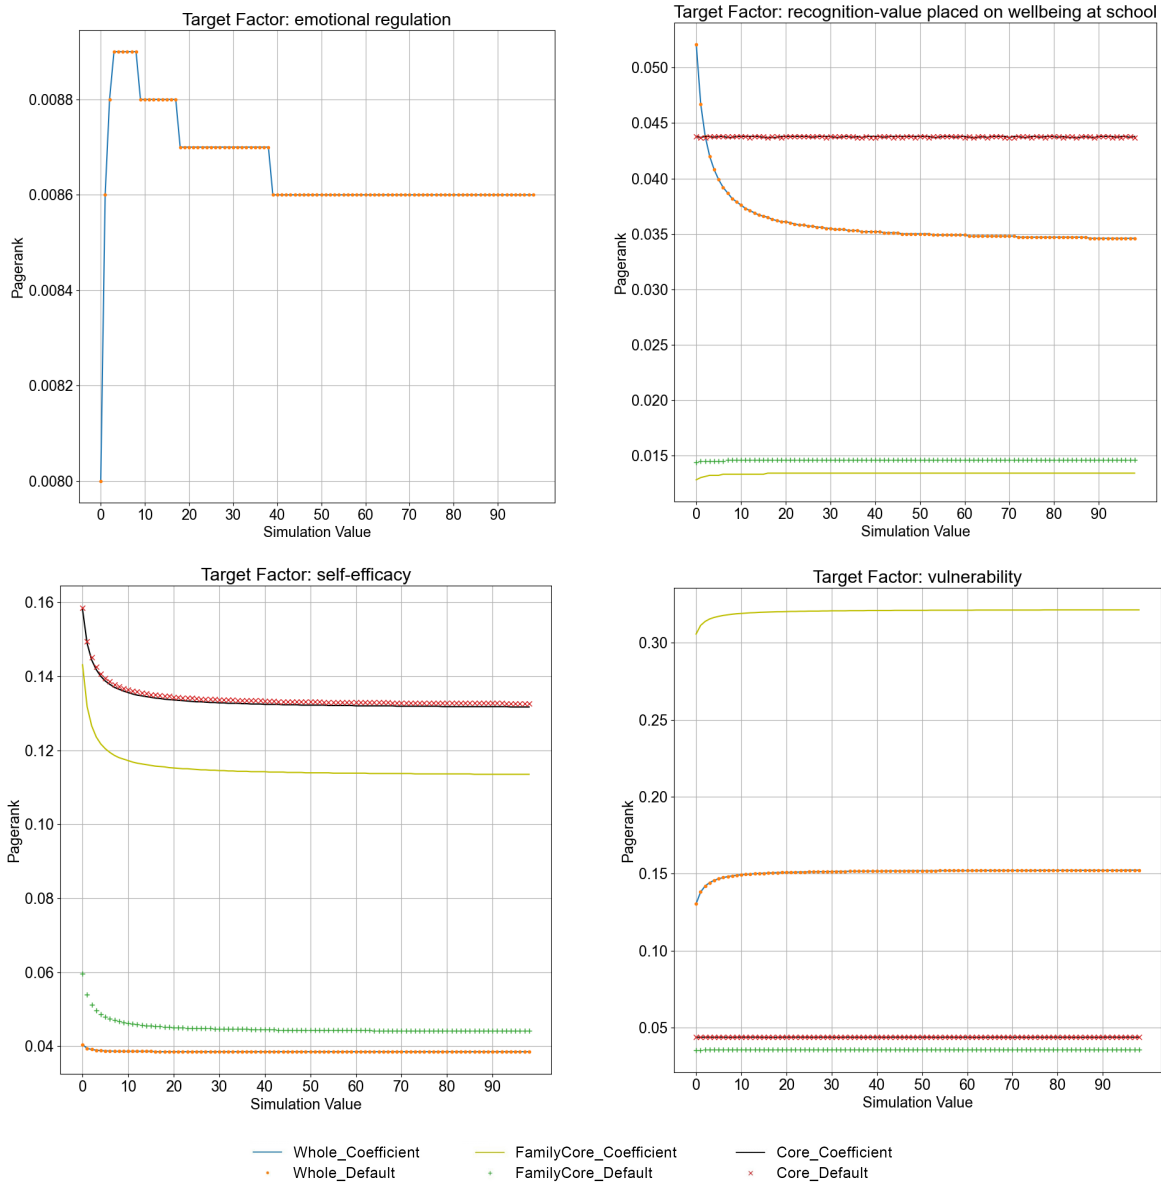 Target Factor: emotional regulation
Pagerank
0.0088
0.0086
0.0084
0.0082
0.0080
0 10 20 30 40 50 60 70 80 90
Simulation Value
Target Factor: recognition-value placed on wellbeing at school
Pagerank
0.050
0.045
0.040
0.035
0.030
0.025
0.020
0.015
0 10 20 30 40 50 60 70 80 90
Simulation Value
Target Factor: self-efficacy
Pagerank
0.16
0.14
0.12
0.10
0.08
0.06
0.04
0 10 20 30 40 50 60 70 80 90
Simulation Value
Target Factor: vulnerability
Pagerank
0.30
0.25
0.20
0.15
0.10
0.05
0 10 20 30 40 50 60 70 80 90
Simulation Value
Whole_Coefficient FamilyCore_Coefficient Core_Coefficient
Whole_Default FamilyCore_Default Core_Default